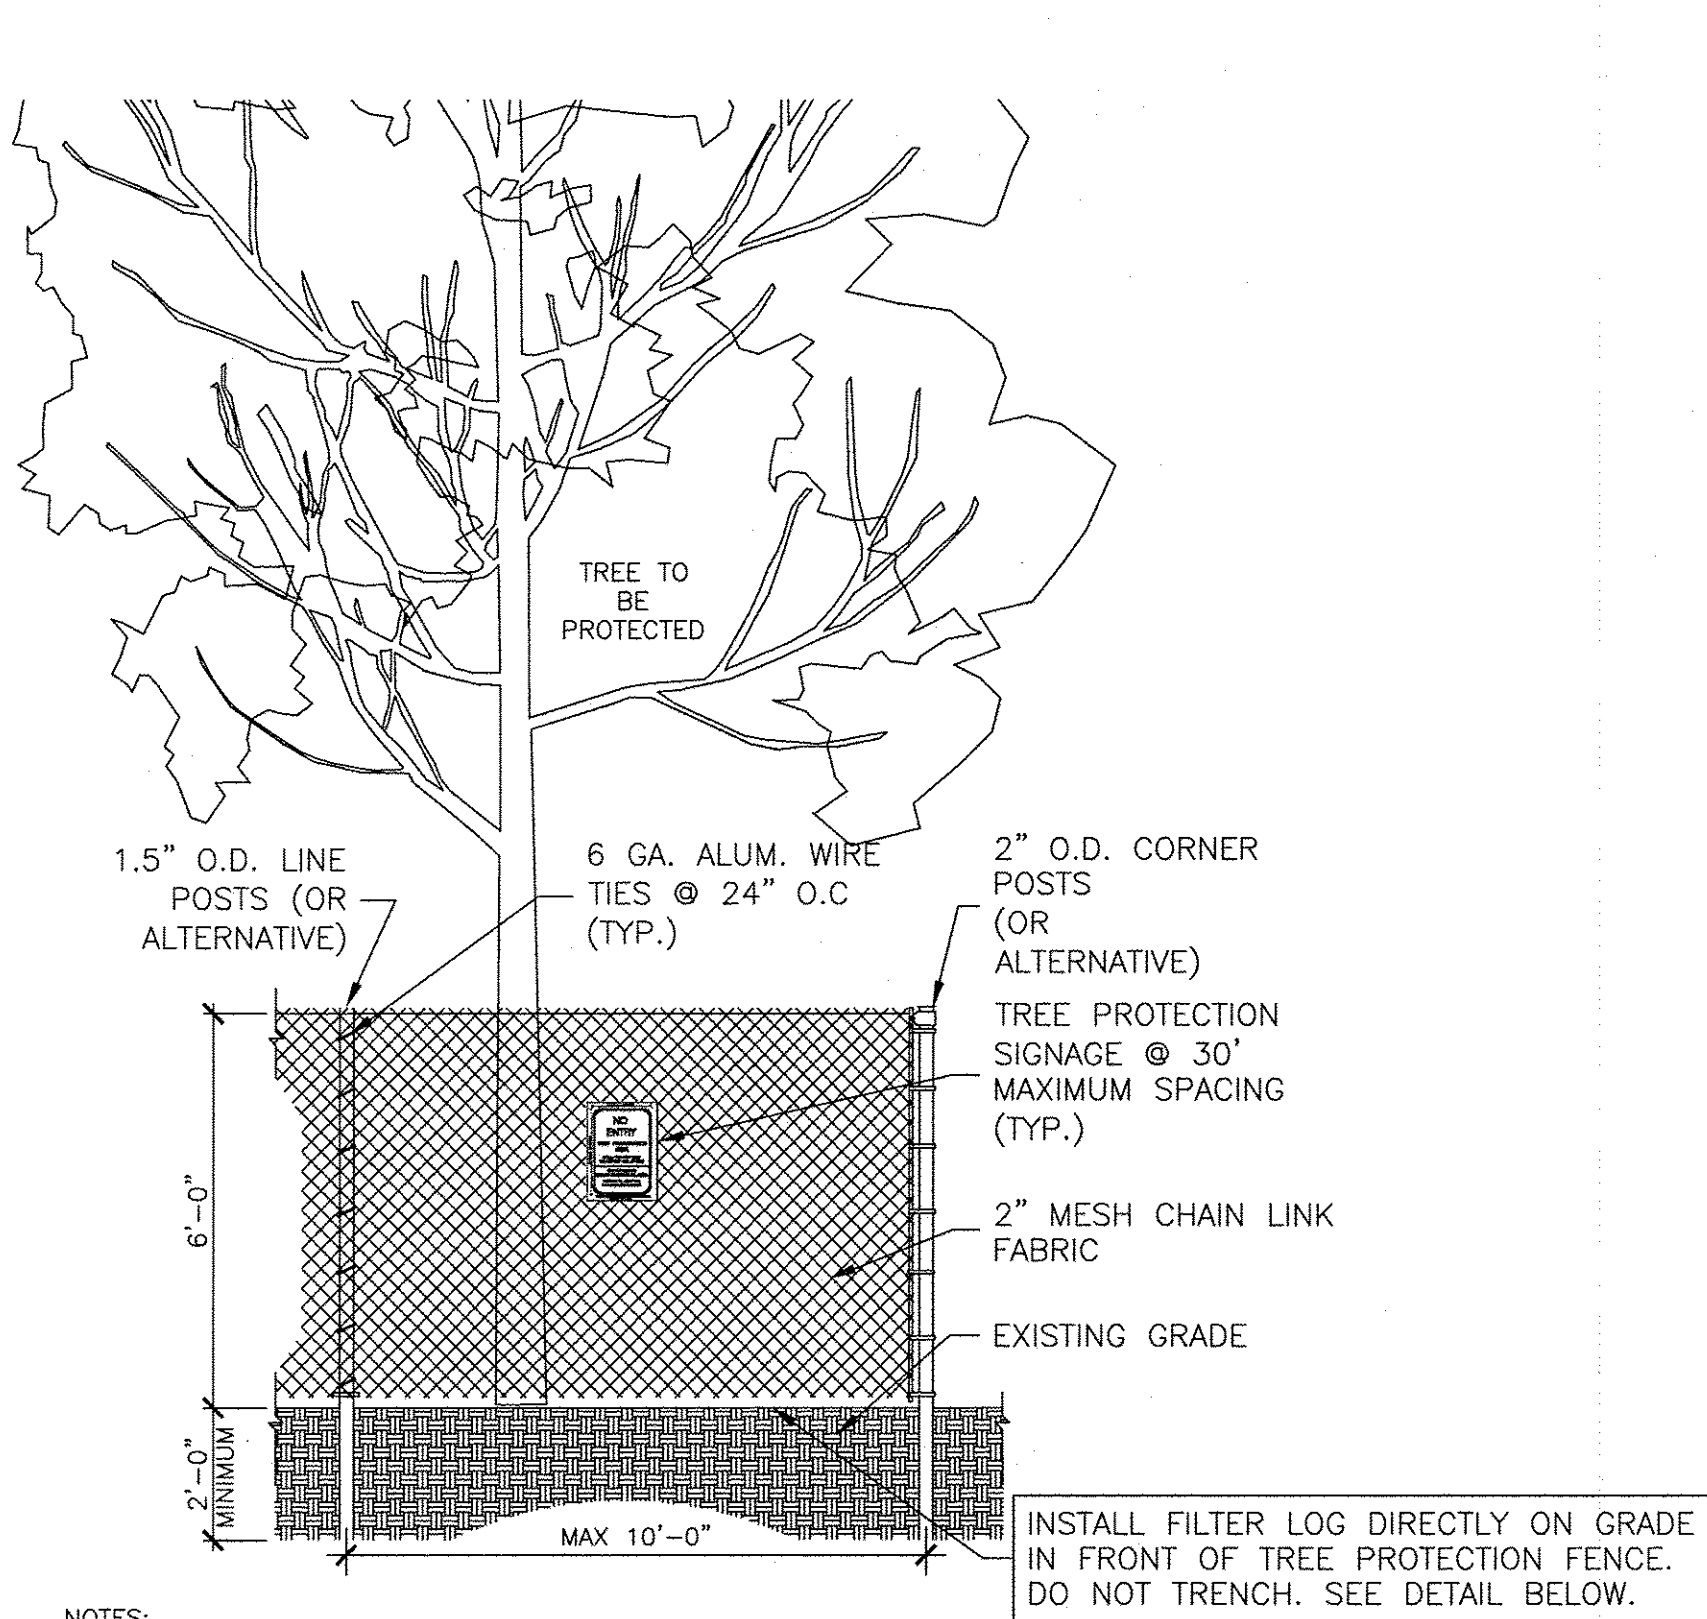 TREE TO
BE
PROTECTED
1.5" O.D. LINE
POSTS (OR
ALTERNATIVE)
6 GA. ALUM. WIRE
TIES @ 24" O.C
(TYP.)
2" O.D. CORNER
POSTS
(OR
ALTERNATIVE)
TREE PROTECTION
SIGNAGE @ 30'
MAXIMUM SPACING
(TYP.)
NO
ENTRY
2" MESH CHAIN LINK
FABRIC
EXISTING GRADE
6'-0"
2'-0"
MINIMUM
MAX 10'-0"
INSTALL FILTER LOG DIRECTLY ON GRADE
IN FRONT OF TREE PROTECTION FENCE.
DO NOT TRENCH. SEE DETAIL BELOW.
NOTES: